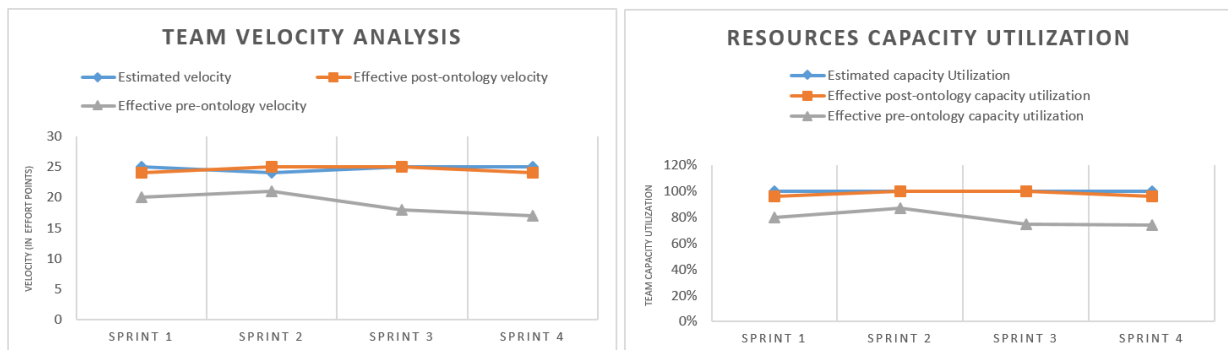 TEAM VELOCITY ANALYSIS
Estimated velocity
Effective post-ontology velocity
Effective pre-ontology velocity
VELOCITY (IN EFFORT POINTS)
30
25
20
15
10
5
0
SPRINT 1
SPRINT 2
SPRINT 3
SPRINT 4
RESOURCES CAPACITY UTILIZATION
Estimated capacity Utilization
Effective post-ontology capacity utilization
Effective pre-ontology capacity utilization
TEAM CAPACITY UTILIZATION
120%
100%
80%
60%
40%
20%
0%
SPRINT 1
SPRINT 2
SPRINT 3
SPRINT 4